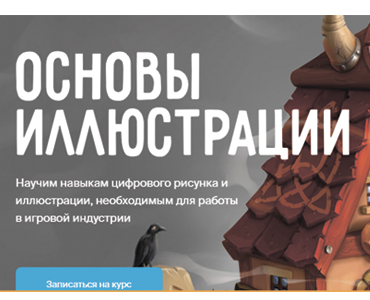 ОСНОВЫ
ИЛЛЮСТРАЦИИ
Научим навыкам цифрового рисунка и
иллюстрации, необходимым для работы
в игровой индустрии
Записаться на курс